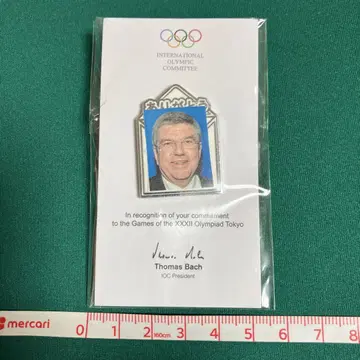 INTERNATIONAL
OLYMPIC
COMMITTEE
ありがとう
In recognition of your commitment
to the Games of the XXXII Olympiad Tokyo
Thomas Bach
IOC President
mercari
0 1 2 3 4 5 6 7 8
160cm